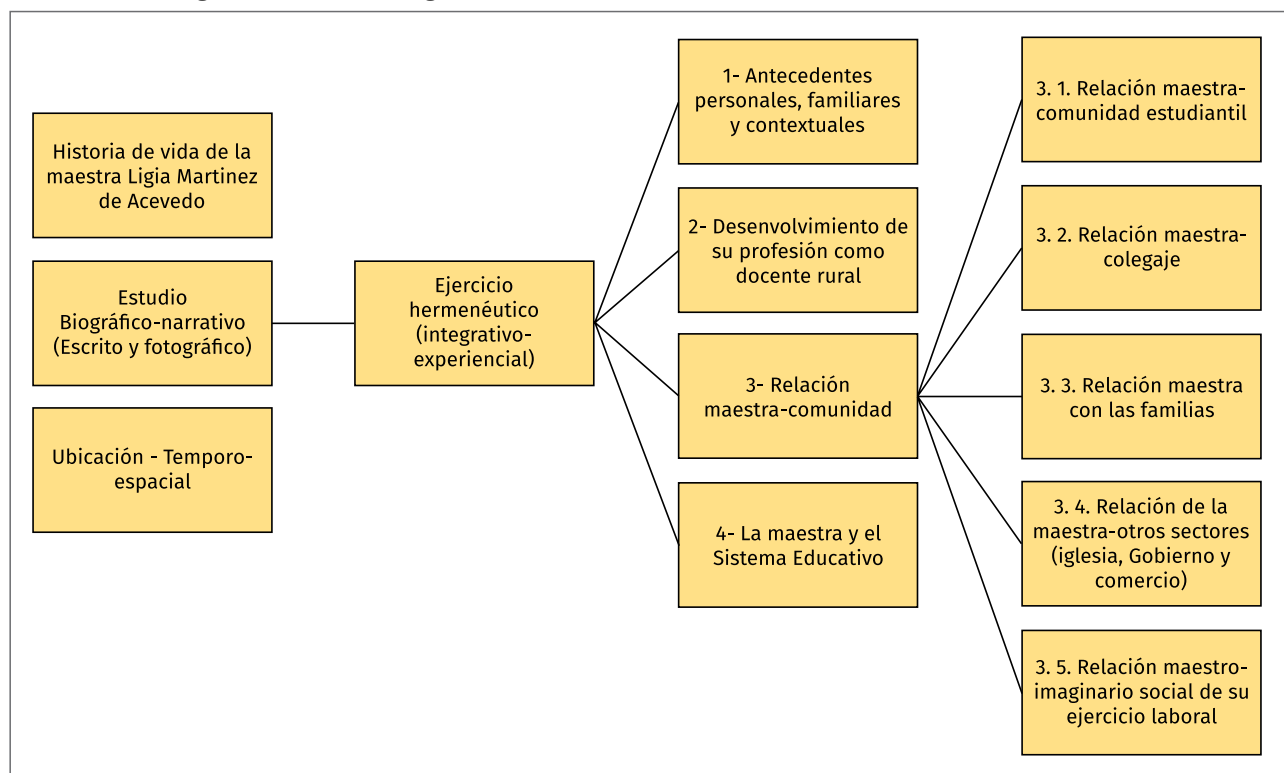 Historia de vida de la
maestra Ligia Martinez
de Acevedo
Estudio
Biográfico-narrativo
(Escrito y fotográfico)
Ubicación - Temporo-
espacial
Ejercicio
hermenéutico
(integrativo-
experiencial)
1- Antecedentes
personales, familiares
y contextuales
2- Desenvolvimiento de
su profesión como
docente rural
3- Relación
maestra-comunidad
4- La maestra y el
Sistema Educativo
3. 1. Relación maestra-
comunidad estudiantil
3. 2. Relación maestra-
colegaje
3. 3. Relación maestra
con las familias
3. 4. Relación de la
maestra-otros sectores
(iglesia, Gobierno y
comercio)
3. 5. Relación maestro-
imaginario social de su
ejercicio laboral